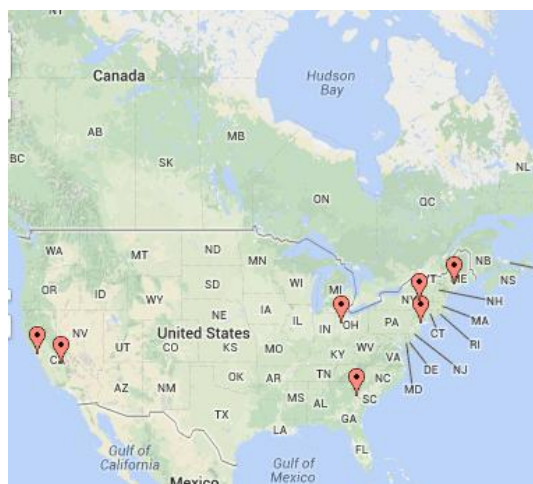 NT
Canada
Hudson
Bay
AB
MB
BC
SK
NL
ON
QC
WA
MT
ND
MN
VT
ME
NB
NS
OR
ID
SD
WI
MI
NY
NH
WY
IA
MA
NV
NE
IL
IN
OH
PA
CT
RI
UT
CO
United States
KS
MO
WV
NJ
CA
KY
VA
DE
AZ
NM
OK
AR
TN
NC
MD
MS
AL
SC
TX
GA
LA
FL
Gulf of
California
Gulf of
Mexico
Mexico